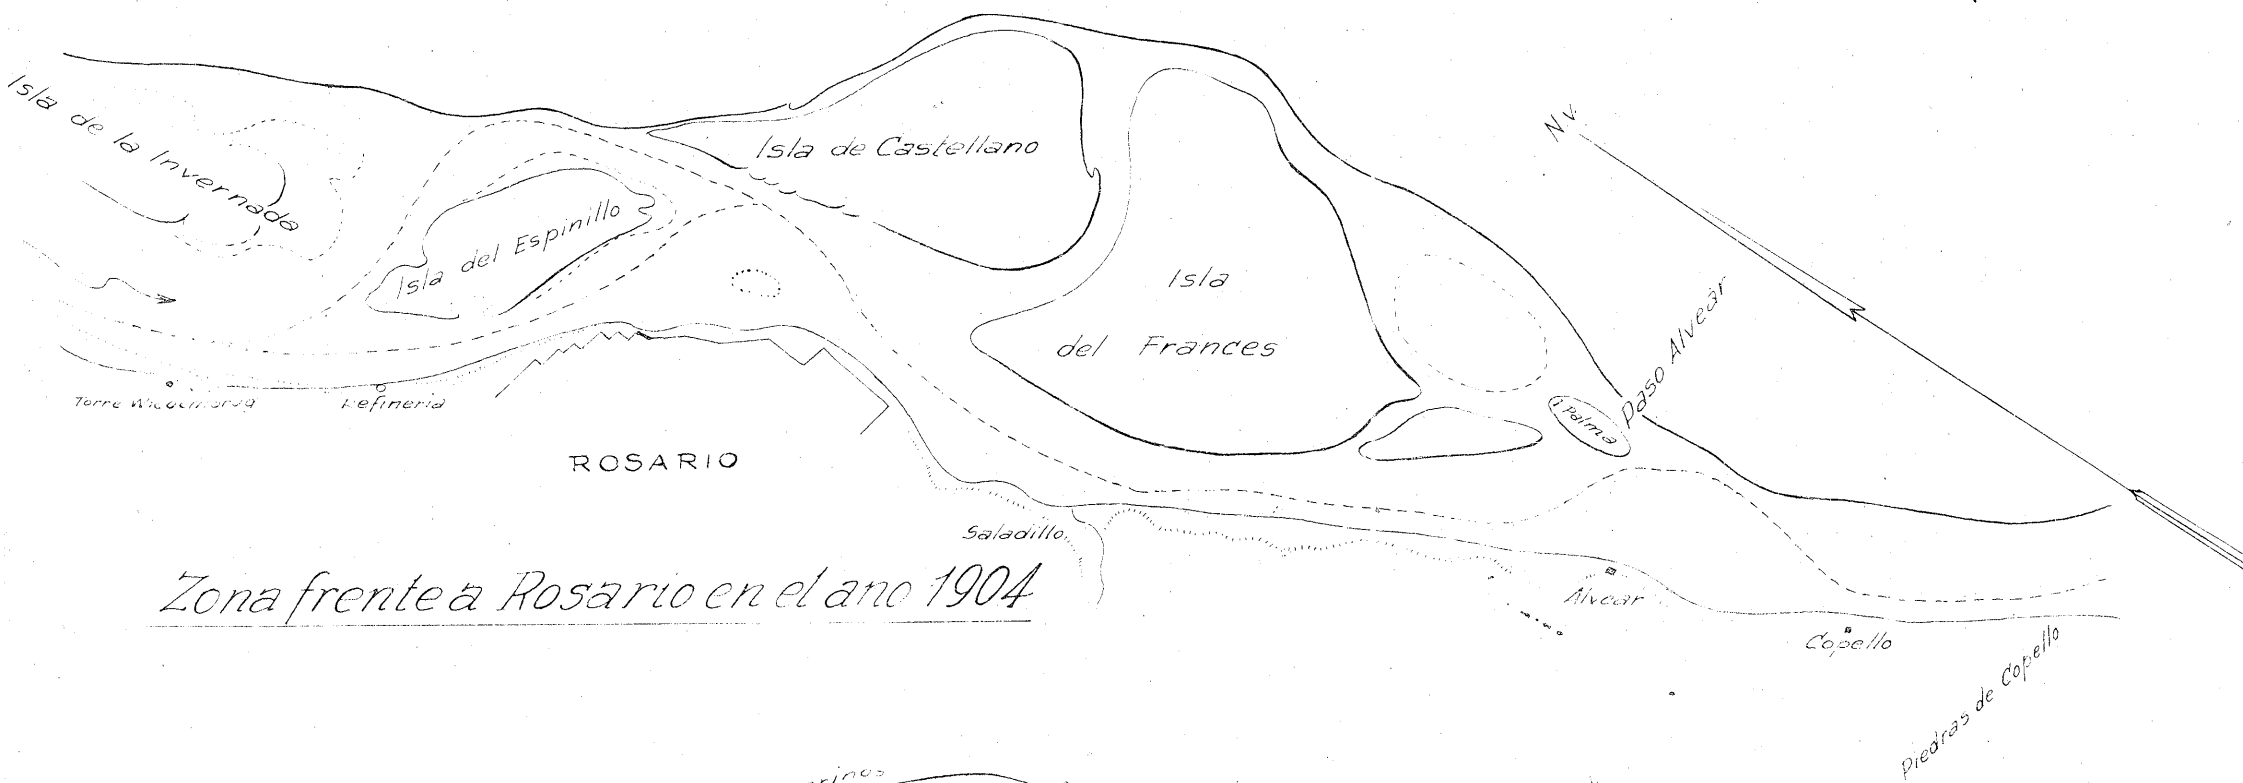 Isla de la Invernada
Isla de Castellano
N.v.
Isla del Espinillo
Isla
del Frances
Paso Alvear
I Palma
Torre
Refineria
ROSARIO
Saladillo
Zona frente a Rosario en el ano 1904
Alvear
Copello
Piedras de Copello